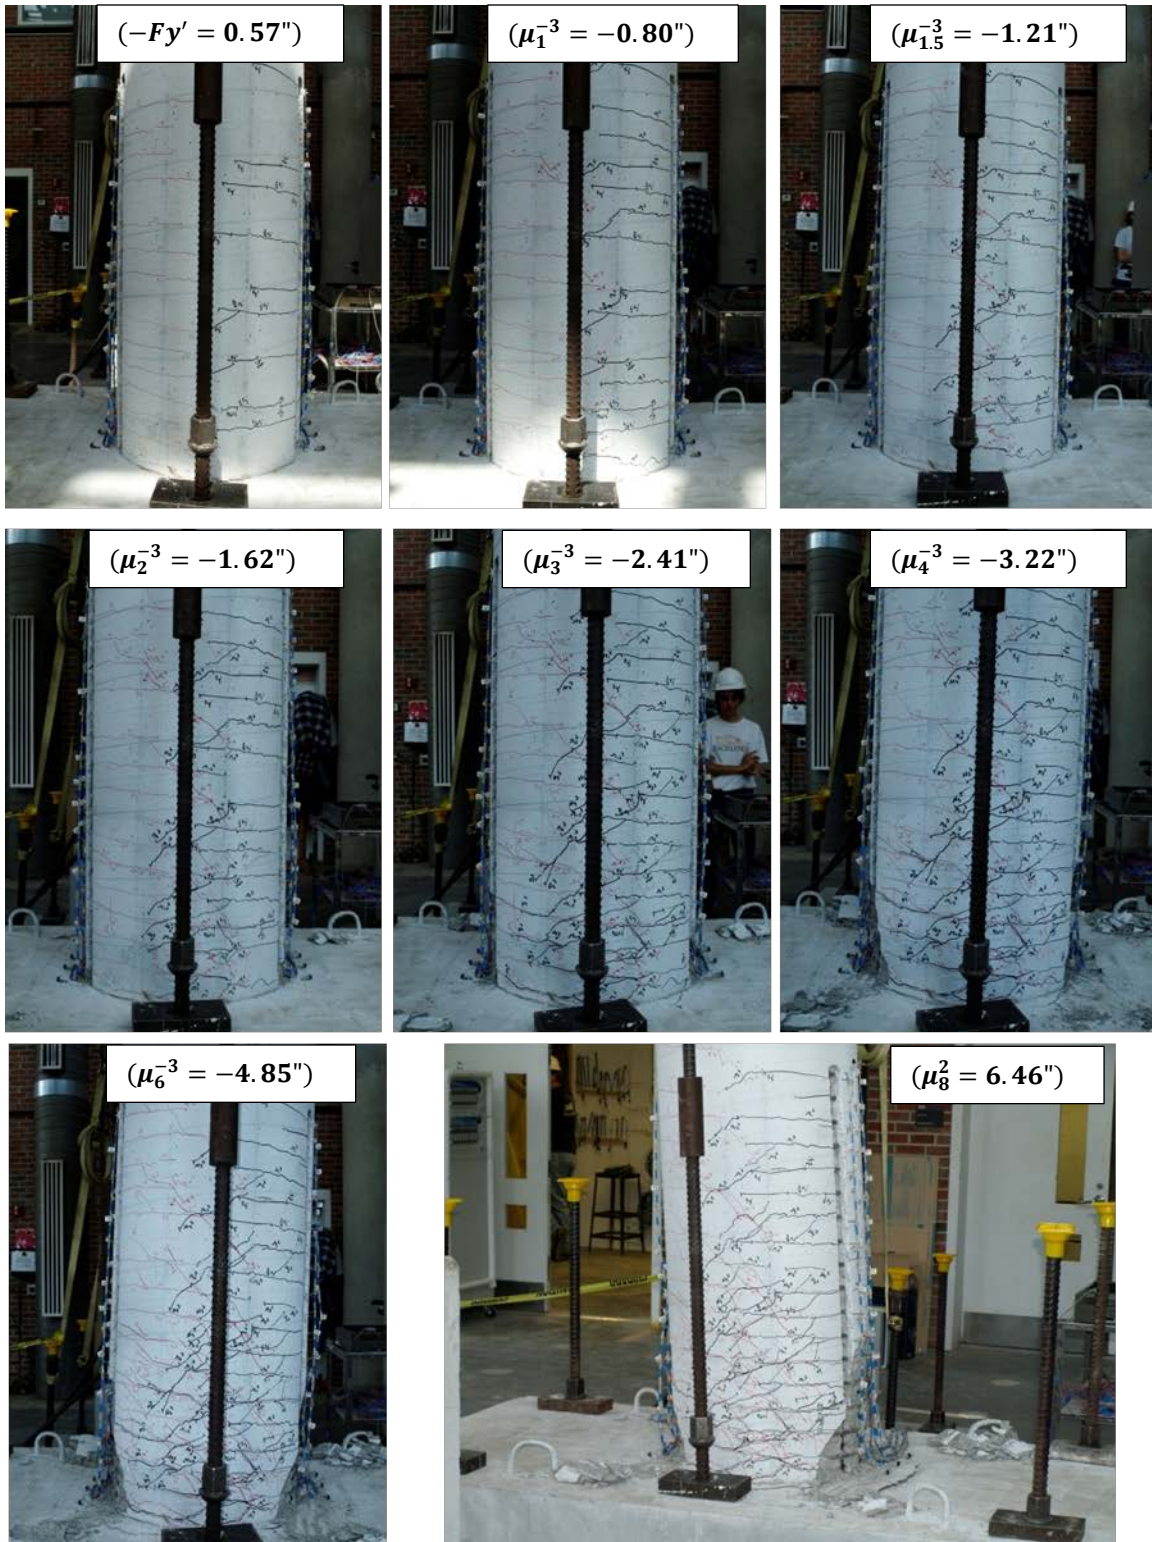 (−Fy′ = 0.57")
(μ₁⁻³ = −0.80")
(μ₁.₅⁻³ = −1.21")
(μ₂⁻³ = −1.62")
(μ₃⁻³ = −2.41")
(μ₄⁻³ = −3.22")
(μ₆⁻³ = −4.85")
(μ₈² = 6.46")